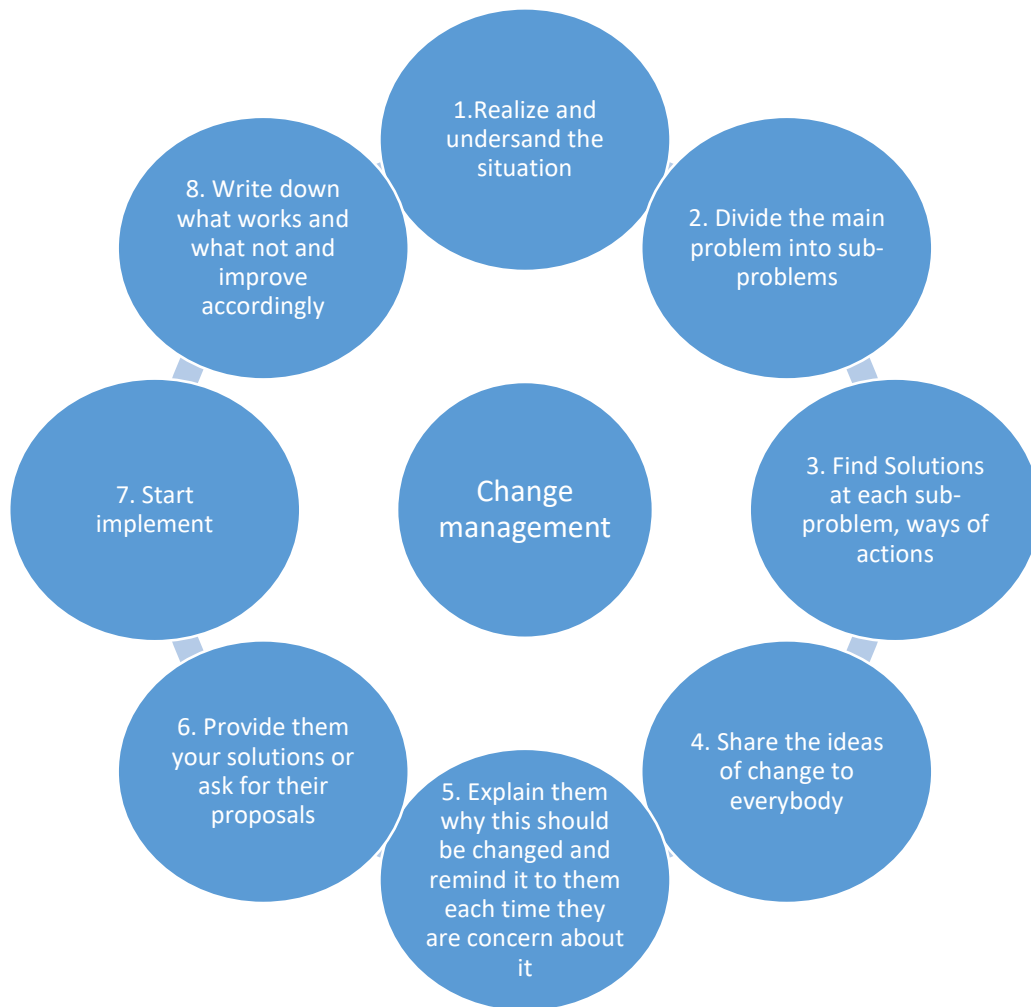 1.Realize and
undersand the
situation
2. Divide the main
problem into sub-
problems
3. Find Solutions
at each sub-
problem, ways of
actions
4. Share the ideas
of change to
everybody
5. Explain them
why this should
be changed and
remind it to them
each time they
are concern about
it
6. Provide them
your solutions or
ask for their
proposals
7. Start
implement
8. Write down
what works and
what not and
improve
accordingly
Change
management